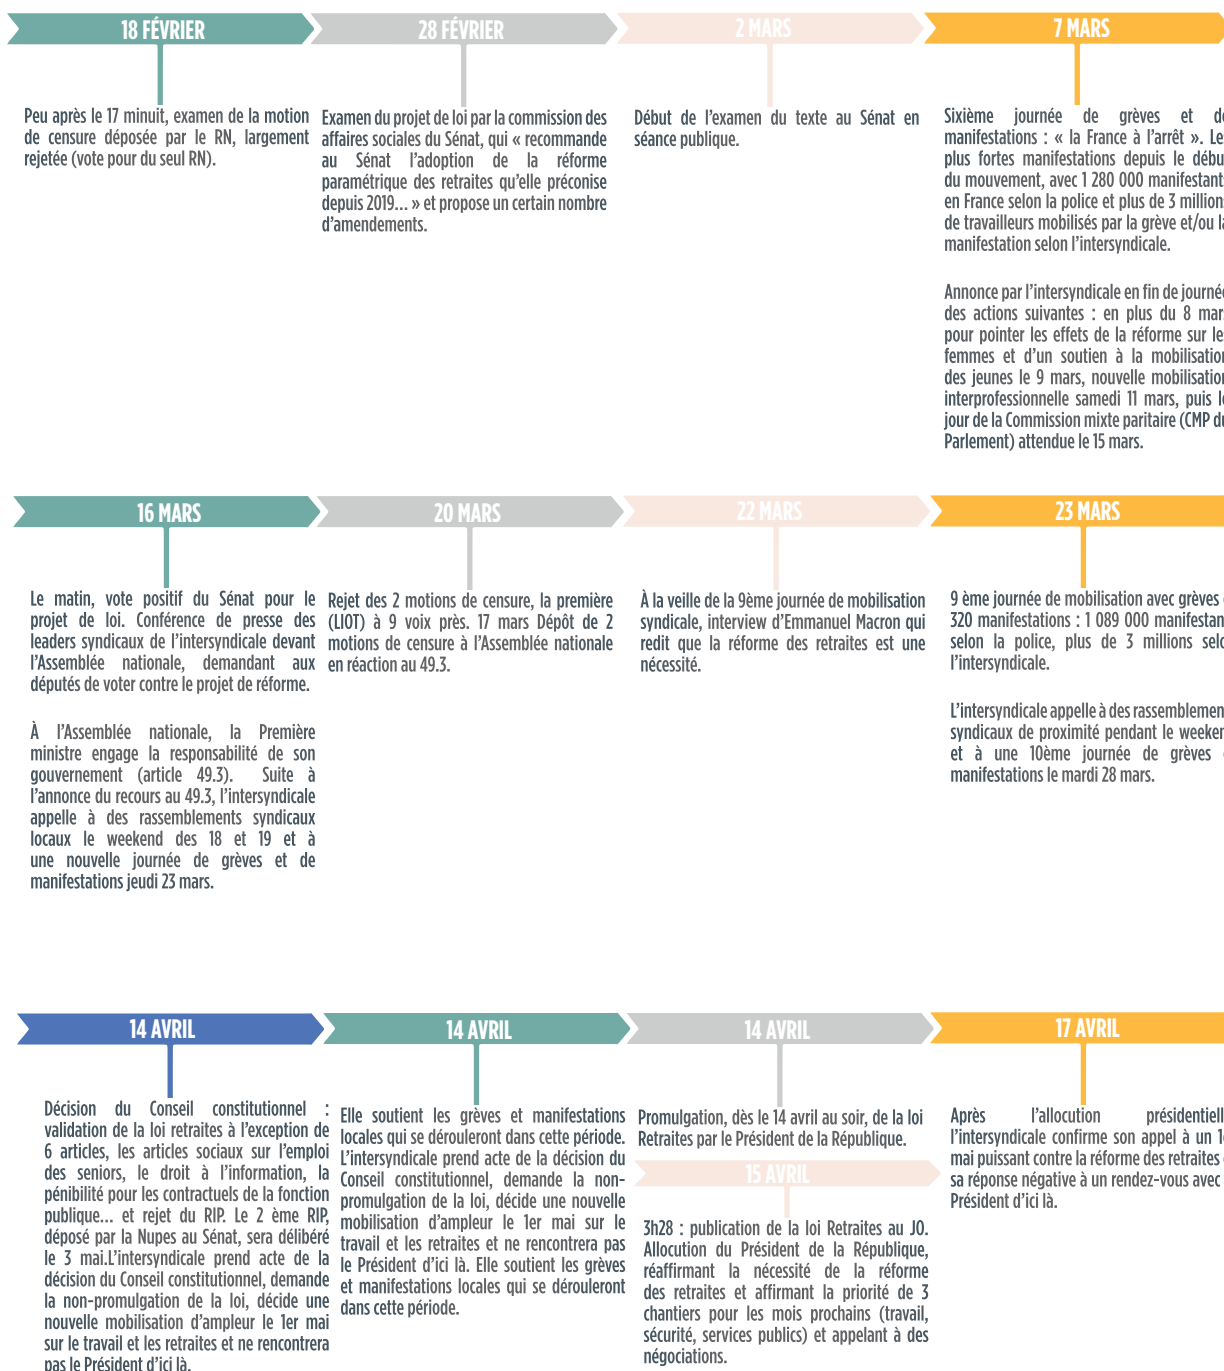 18 FÉVRIER
Peu après le 17 minuit, examen de la motion
de censure déposée par le RN, largement
rejetée (vote pour du seul RN).
28 FÉVRIER
Examen du projet de loi par la commission des
affaires sociales du Sénat, qui « recommande
au Sénat l’adoption de la réforme
paramétrique des retraites qu’elle préconise
depuis 2019... » et propose un certain nombre
d’amendements.
2 MARS
Début de l’examen du texte au Sénat en
séance publique.
7 MARS
Sixième journée de grèves et de
manifestations : « la France à l’arrêt ». Le
plus fortes manifestations depuis le débu
du mouvement, avec 1 280 000 manifestants
en France selon la police et plus de 3 millions
de travailleurs mobilisés par la grève et/ou la
manifestation selon l’intersyndicale.
Annonce par l’intersyndicale en fin de journée
des actions suivantes : en plus du 8 mars
pour pointer les effets de la réforme sur les
femmes et d’un soutien à la mobilisation
des jeunes le 9 mars, nouvelle mobilisation
interprofessionnelle samedi 11 mars, puis le
jour de la Commission mixte paritaire (CMP du
Parlement) attendue le 15 mars.
16 MARS
Le matin, vote positif du Sénat pour le
projet de loi. Conférence de presse des
leaders syndicaux de l’intersyndicale devant
l’Assemblée nationale, demandant aux
députés de voter contre le projet de réforme.
À l’Assemblée nationale, la Première
ministre engage la responsabilité de son
gouvernement (article 49.3). Suite à
l’annonce du recours au 49.3, l’intersyndicale
appelle à des rassemblements syndicaux
locaux le weekend des 18 et 19 et à
une nouvelle journée de grèves et de
manifestations jeudi 23 mars.
20 MARS
Rejet des 2 motions de censure, la première
(LIOT) à 9 voix près. 17 mars Dépôt de 2
motions de censure à l’Assemblée nationale
en réaction au 49.3.
22 MARS
À la veille de la 9ème journée de mobilisation
syndicale, interview d’Emmanuel Macron qui
redit que la réforme des retraites est une
nécessité.
23 MARS
9 ème journée de mobilisation avec grèves
320 manifestations : 1 089 000 manifestan
selon la police, plus de 3 millions selo
l’intersyndicale.
L’intersyndicale appelle à des rassemblemen
syndicaux de proximité pendant le weeken
et à une 10ème journée de grèves
manifestations le mardi 28 mars.
14 AVRIL
Décision du Conseil constitutionnel :
validation de la loi retraites à l’exception de
6 articles, les articles sociaux sur l’emploi
des seniors, le droit à l’information, la
pénibilité pour les contractuels de la fonction
publique... et rejet du RIP. Le 2 ème RIP,
déposé par la Nupes au Sénat, sera délibéré
le 3 mai.L’intersyndicale prend acte de la
décision du Conseil constitutionnel, demande
la non-promulgation de la loi, décide une
nouvelle mobilisation d’ampleur le 1er mai
sur le travail et les retraites et ne rencontrera
pas le Président d’ici là.
14 AVRIL
Elle soutient les grèves et manifestations
locales qui se dérouleront dans cette période.
L’intersyndicale prend acte de la décision du
Conseil constitutionnel, demande la non-
promulgation de la loi, décide une nouvelle
mobilisation d’ampleur le 1er mai sur le
travail et les retraites et ne rencontrera pas
le Président d’ici là. Elle soutient les grèves
et manifestations locales qui se dérouleront
dans cette période.
14 AVRIL
Promulgation, dès le 14 avril au soir, de la loi
Retraites par le Président de la République.
15 AVRIL
3h28 : publication de la loi Retraites au JO.
Allocution du Président de la République,
réaffirmant la nécessité de la réforme
des retraites et affirmant la priorité de 3
chantiers pour les mois prochains (travail,
sécurité, services publics) et appelant à des
négociations.
17 AVRIL
Après l’allocution présidentiell
l’intersyndicale confirme son appel à un 1e
mai puissant contre la réforme des retraites
sa réponse négative à un rendez-vous avec
Président d’ici là.